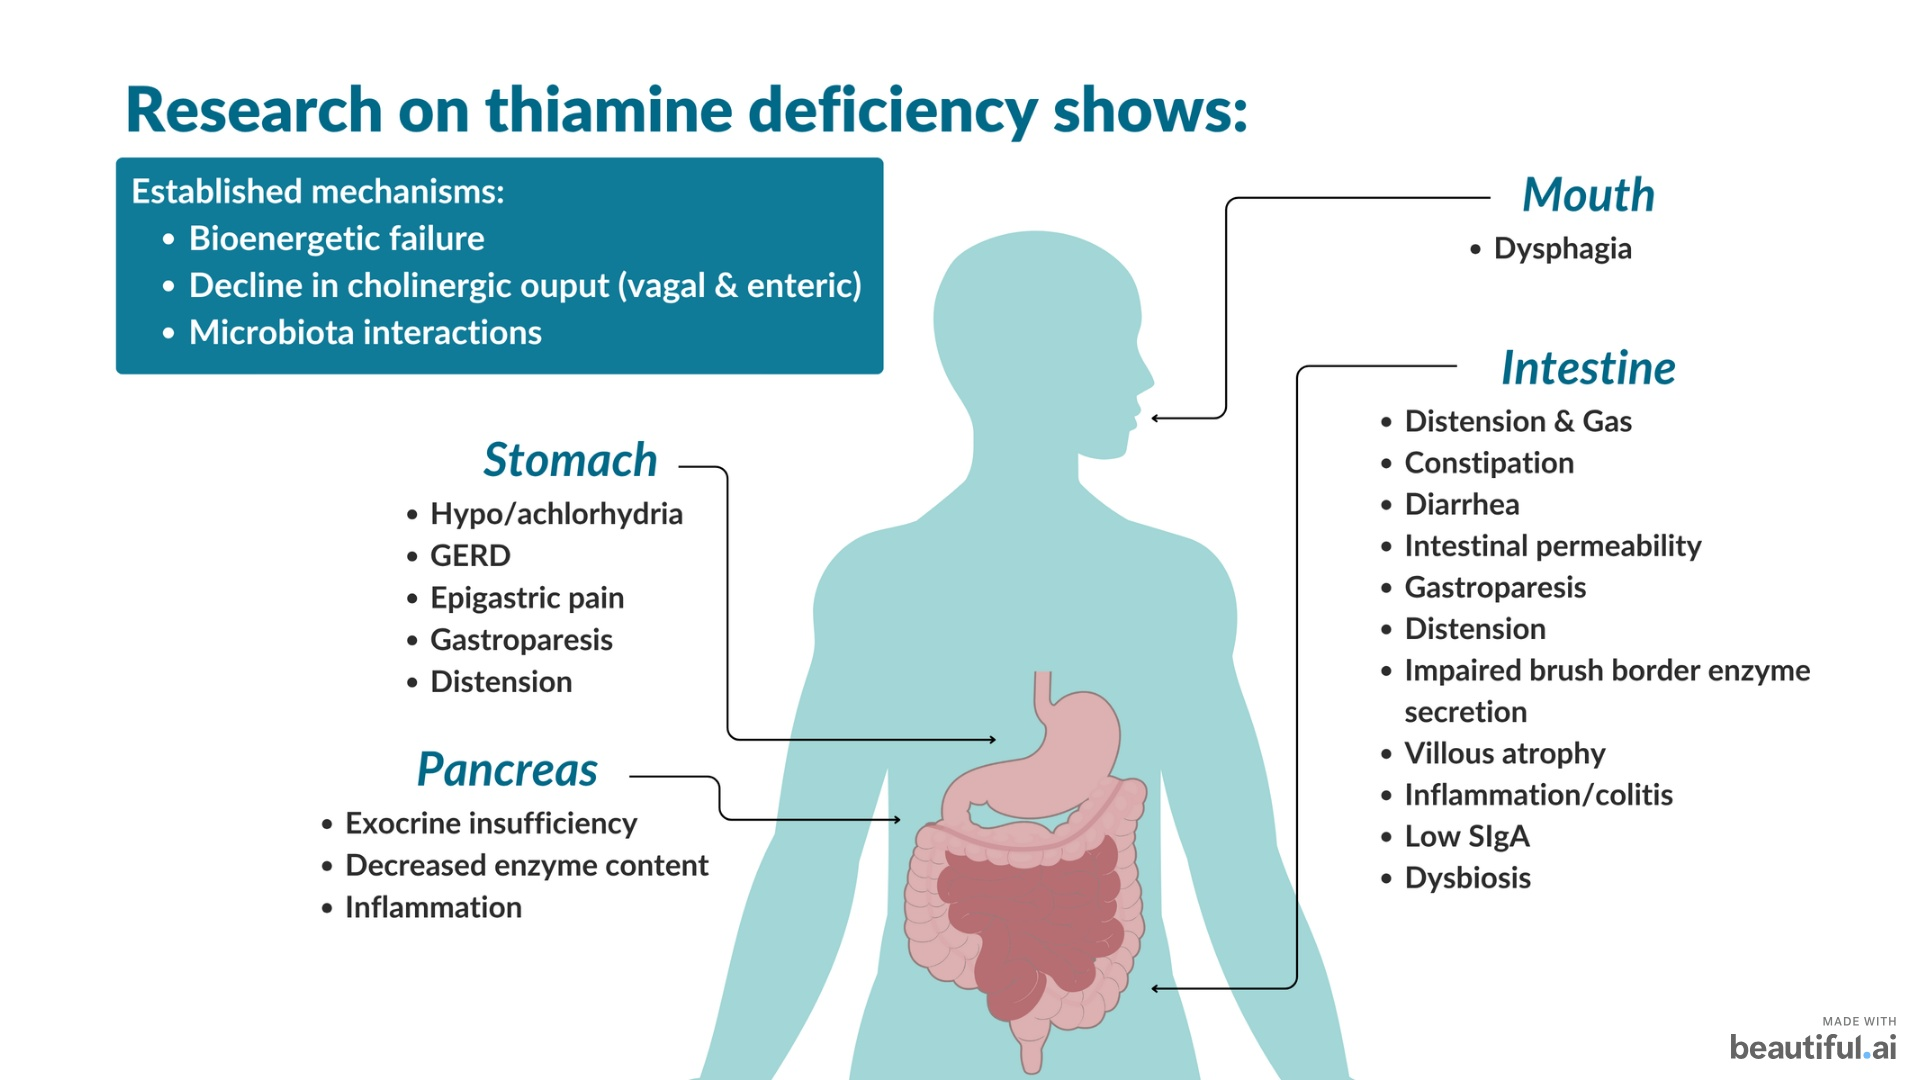 Research on thiamine deficiency shows:
Established mechanisms:
• Bioenergetic failure
• Decline in cholinergic ouput (vagal & enteric)
• Microbiota interactions
Mouth
• Dysphagia
Intestine
• Distension & Gas
• Constipation
• Diarrhea
• Intestinal permeability
• Gastroparesis
• Distension
• Impaired brush border enzyme
secretion
• Villous atrophy
• Inflammation/colitis
• Low SIgA
• Dysbiosis
Stomach
• Hypo/achlorhydria
• GERD
• Epigastric pain
• Gastroparesis
• Distension
Pancreas
• Exocrine insufficiency
• Decreased enzyme content
• Inflammation
MADE WITH
beautiful.ai